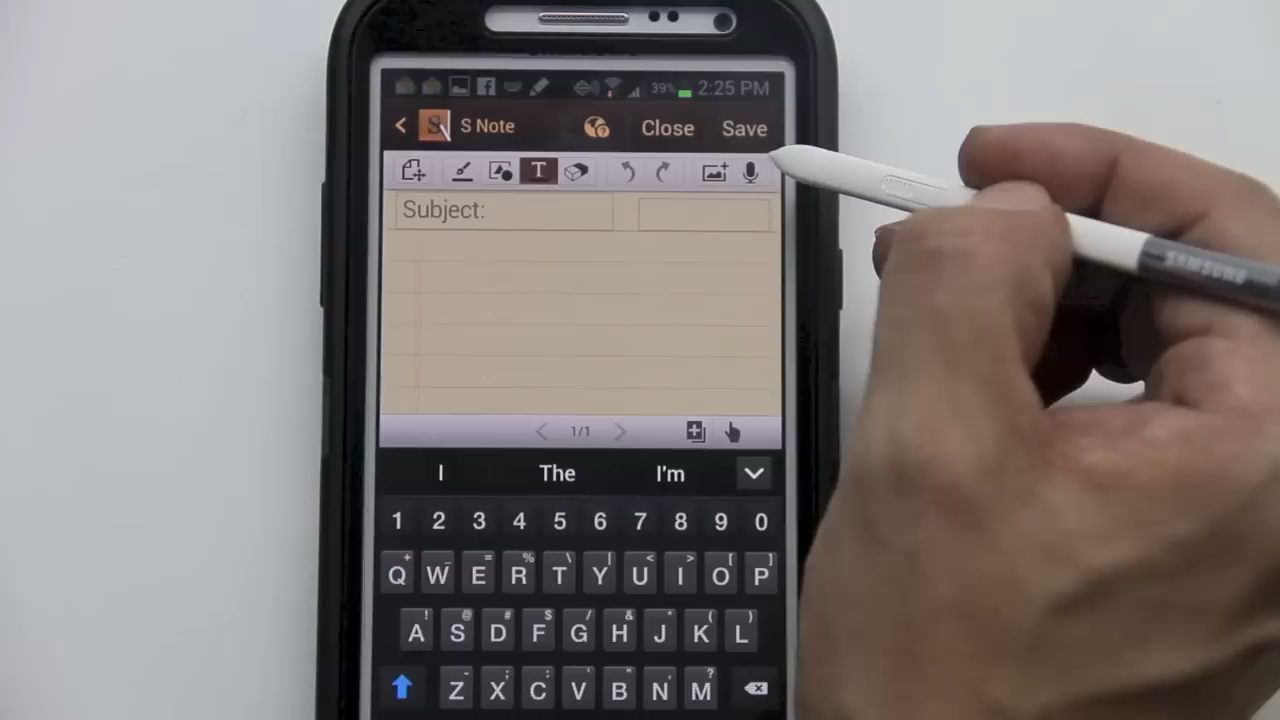 39% 2:25 PM
S S Note Close Save
T
Subject:
1/1
I The I'm
1 2 3 4 5 6 7 8 9 0
Q W E R T Y U I O P
A S D F G H J K L
Z X C V B N M
SAMSUNG